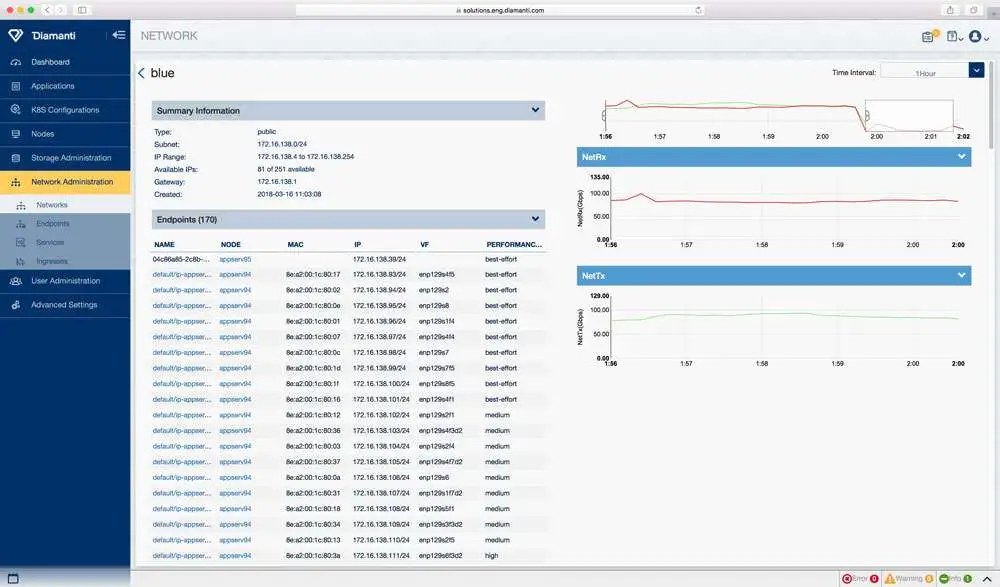 solutions.eng.diamanti.com
Diamanti
NETWORK
Dashboard
Applications
K8S Configurations
Nodes
Storage Administration
Network Administration
Networks
Endpoints
Services
Ingresses
User Administration
Advanced Settings
blue
Time Interval: 1Hour
Summary Information
Type: public
Subnet: 172.16.138.0/24
IP Range: 172.16.138.4 to 172.16.138.254
Available IPs: 81 of 251 available
Gateway: 172.16.138.1
Created: 2018-03-16 11:03:08
Endpoints (170)
NAME NODE MAC IP VF PERFORMANC...
04c86a85-2c8b-... appserv95 172.16.138.39/24 best-effort
default/ip-appser... appserv94 8e:a2:00:1c:80:17 172.16.138.93/24 enp129s4f5 best-effort
default/ip-appser... appserv94 8e:a2:00:1c:80:02 172.16.138.94/24 enp129s2 best-effort
default/ip-appser... appserv94 8e:a2:00:1c:80:0e 172.16.138.95/24 enp129s8 best-effort
default/ip-appser... appserv94 8e:a2:00:1c:80:01 172.16.138.96/24 enp129s1f4 best-effort
default/ip-appser... appserv94 8e:a2:00:1c:80:07 172.16.138.97/24 enp129s4f4 best-effort
default/ip-appser... appserv94 8e:a2:00:1c:80:0c 172.16.138.98/24 enp129s7 best-effort
default/ip-appser... appserv94 8e:a2:00:1c:80:1d 172.16.138.99/24 enp129s7f5 best-effort
default/ip-appser... appserv94 8e:a2:00:1c:80:1f 172.16.138.100/24 enp129s8f5 best-effort
default/ip-appser... appserv94 8e:a2:00:1c:80:16 172.16.138.101/24 enp129s4f1 best-effort
default/ip-appser... appserv94 8e:a2:00:1c:80:12 172.16.138.102/24 enp129s2f1 medium
default/ip-appser... appserv94 8e:a2:00:1c:80:36 172.16.138.103/24 enp129s4f3d2 medium
default/ip-appser... appserv94 8e:a2:00:1c:80:03 172.16.138.104/24 enp129s2f4 medium
default/ip-appser... appserv94 8e:a2:00:1c:80:37 172.16.138.105/24 enp129s4f7d2 medium
default/ip-appser... appserv94 8e:a2:00:1c:80:0a 172.16.138.106/24 enp129s6 medium
default/ip-appser... appserv94 8e:a2:00:1c:80:31 172.16.138.107/24 enp129s1f7d2 medium
default/ip-appser... appserv94 8e:a2:00:1c:80:18 172.16.138.108/24 enp129s5f1 medium
default/ip-appser... appserv94 8e:a2:00:1c:80:34 172.16.138.109/24 enp129s3f3d2 medium
default/ip-appser... appserv94 8e:a2:00:1c:80:13 172.16.138.110/24 enp129s2f5 medium
default/ip-appser... appserv94 8e:a2:00:1c:80:3a 172.16.138.111/24 enp129s6f3d2 high
1:56 1:57 1:58 1:59 2:00 2:00 2:01 2:02
NetRx
NetRx(Gbps)
135.00
100.00
50.00
0.00
1:56 1:57 1:58 1:59 2:00 2:00
NetTx
NetTx(Gbps)
129.00
100.00
50.00
0.00
1:56 1:57 1:58 1:59 2:00 2:00
Error 0 Warning 5 Info 1